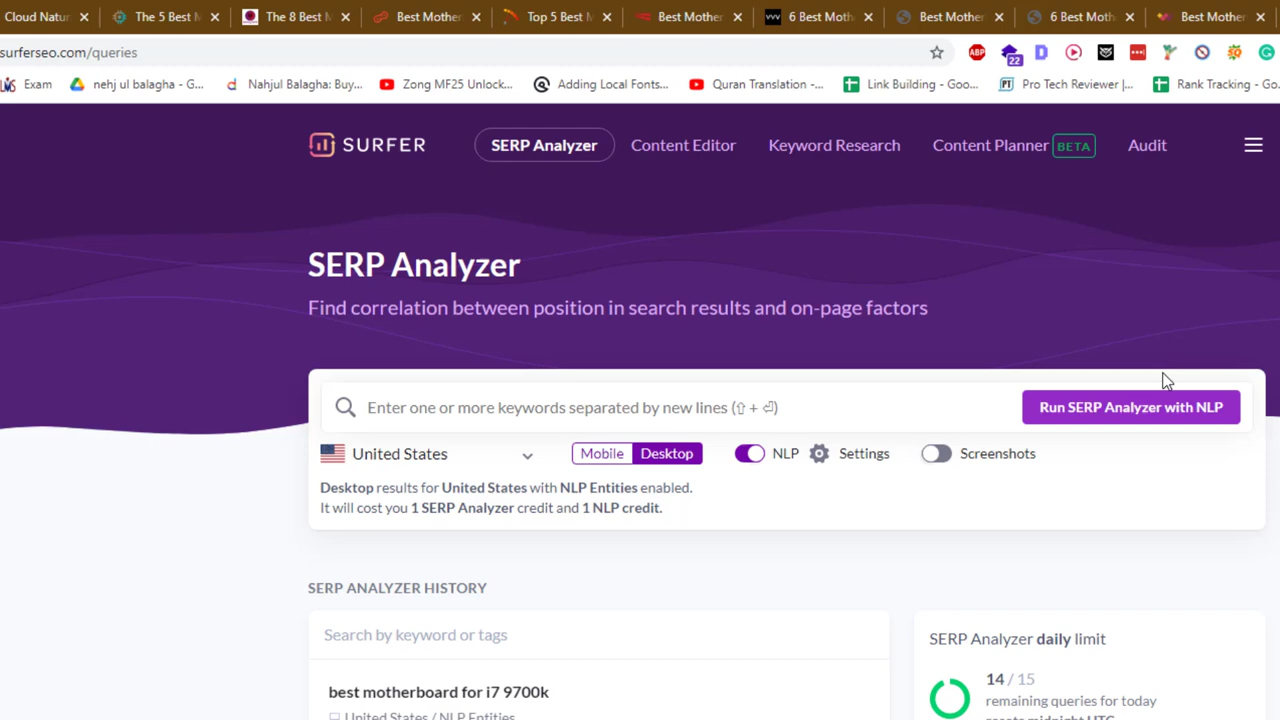 Cloud Natur
The 5 Best M
The 8 Best M
Best Mother
Top 5 Best M
Best Mother
6 Best Moth
Best Mother
6 Best Moth
Best Mother
surferseo.com/queries
ABP
22
Exam
nehj ul balagha - G...
Nahjul Balagha: Buy...
Zong MF25 Unlock...
Adding Local Fonts...
Quran Translation -...
Link Building - Goo...
Pro Tech Reviewer |...
Rank Tracking - Go
SURFER
SERP Analyzer
Content Editor
Keyword Research
Content Planner BETA
Audit
SERP Analyzer
Find correlation between position in search results and on-page factors
Enter one or more keywords separated by new lines (⇧ + ⏎)
Run SERP Analyzer with NLP
United States
Mobile Desktop
NLP
Settings
Screenshots
Desktop results for United States with NLP Entities enabled.
It will cost you 1 SERP Analyzer credit and 1 NLP credit.
SERP ANALYZER HISTORY
Search by keyword or tags
SERP Analyzer daily limit
best motherboard for i7 9700k
14 / 15
remaining queries for today
United States / NLP Entities